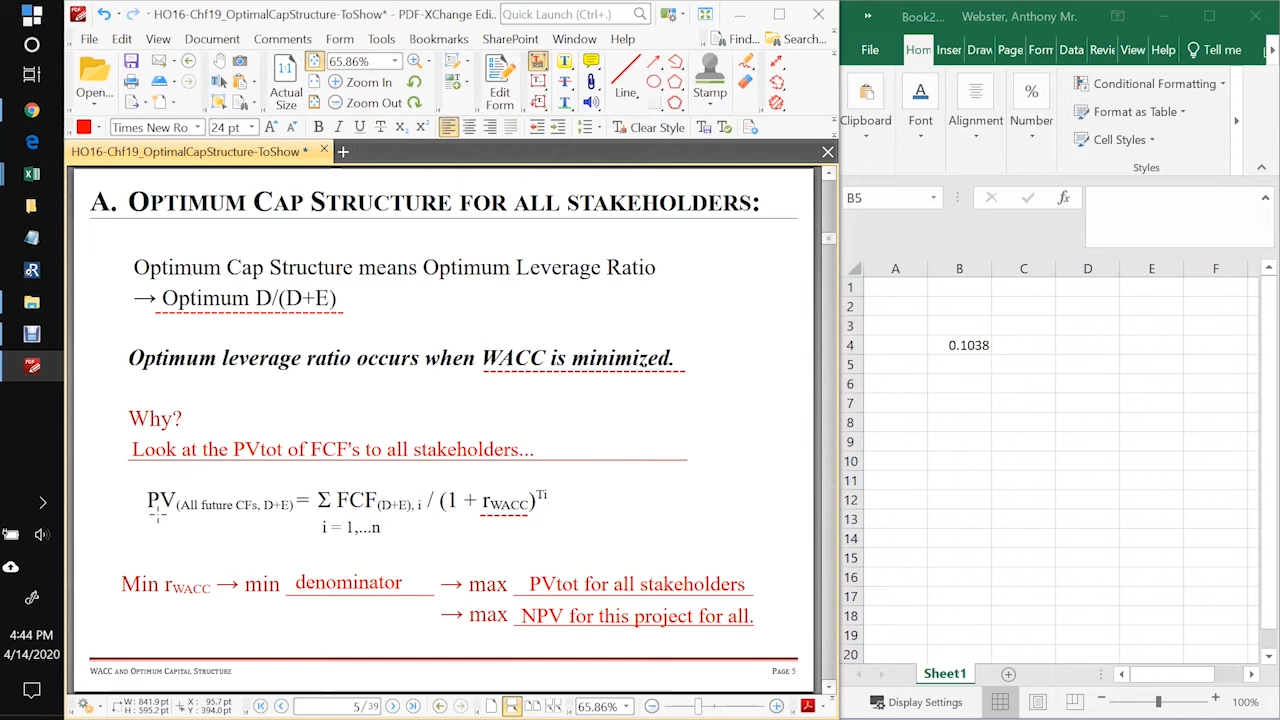 HO16-Chf19_OptimalCapStructure-ToShow* - PDF-XChange Edi...
Quick Launch (Ctrl+.)
File Edit View Document Comments Form Tools Bookmarks SharePoint Window Help Find... Search...
Open...
Actual Size
65.86%
Zoom In
Zoom Out
Edit Form
Line,
Stamp
Times New Ro 24 pt Clear Style
HO16-Chf19_OptimalCapStructure-ToShow *
A. OPTIMUM CAP STRUCTURE FOR ALL STAKEHOLDERS:
Optimum Cap Structure means Optimum Leverage Ratio
→ Optimum D/(D+E)
Optimum leverage ratio occurs when WACC is minimized.
Why?
Look at the PVtot of FCF's to all stakeholders...
PV(All future CFs, D+E) = Σ FCF(D+E), i / (1 + rWACC)Ti
i = 1,...n
Min rWACC → min denominator → max PVtot for all stakeholders
→ max NPV for this project for all.
WACC AND OPTIMUM CAPITAL STRUCTURE PAGE 5
W: 841.9pt
H: 595.2pt
X: 95.7pt
Y: 394.0pt
5 /39
65.86%
4:44 PM
4/14/2020
Book2... Webster, Anthony Mr.
File Hom Inser Draw Page Form Data Revie View Help Tell me
Clipboard
Font
Alignment
Number
Conditional Formatting
Format as Table
Cell Styles
Styles
B5
fx
A B C D E F
1
2
3
4 0.1038
5
6
7
8
9
10
11
12
13
14
15
16
17
18
19
20
Sheet1
Display Settings
100%